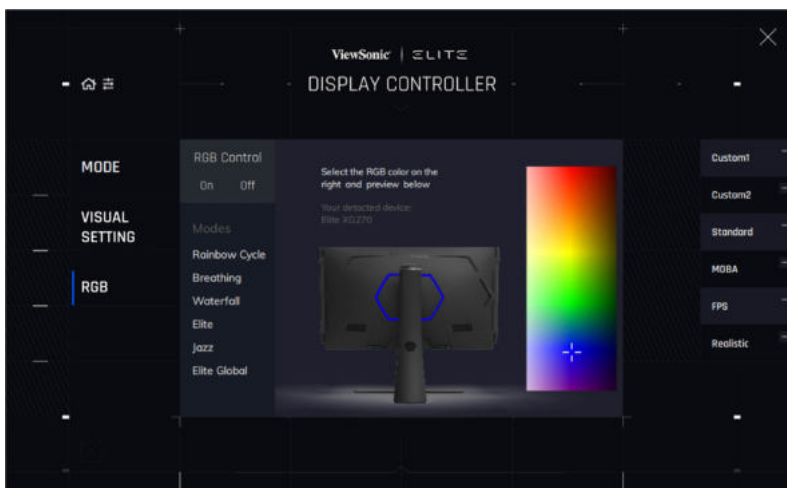 ViewSonic | ELITE
DISPLAY CONTROLLER
MODE
VISUAL
SETTING
RGB
RGB Control
On Off
Modes
Rainbow Cycle
Breathing
Waterfall
Elite
Jazz
Elite Global
Select the RGB color on the
right and preview below
Your detected device:
Elite XG270
Custom1
Custom2
Standard
MOBA
FPS
Realistic